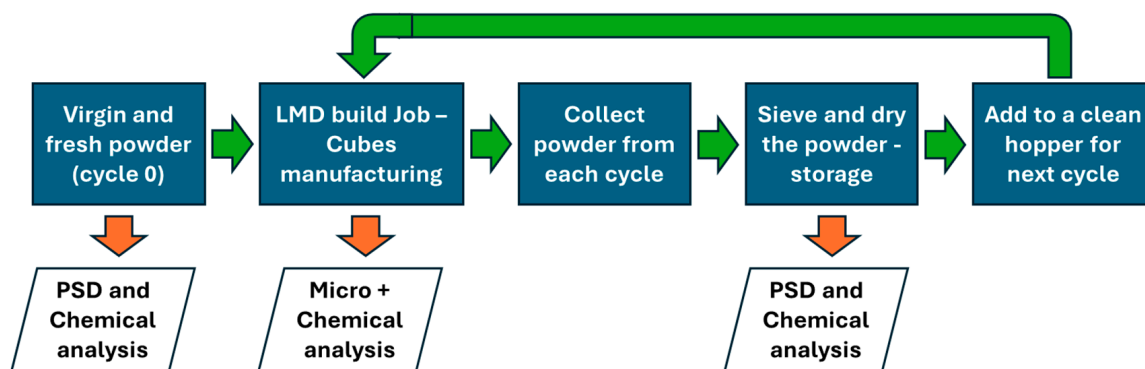 Virgin and
fresh powder
(cycle 0)
LMD build Job –
Cubes
manufacturing
Collect
powder from
each cycle
Sieve and dry
the powder -
storage
Add to a clean
hopper for
next cycle
PSD and
Chemical
analysis
Micro +
Chemical
analysis
PSD and
Chemical
analysis